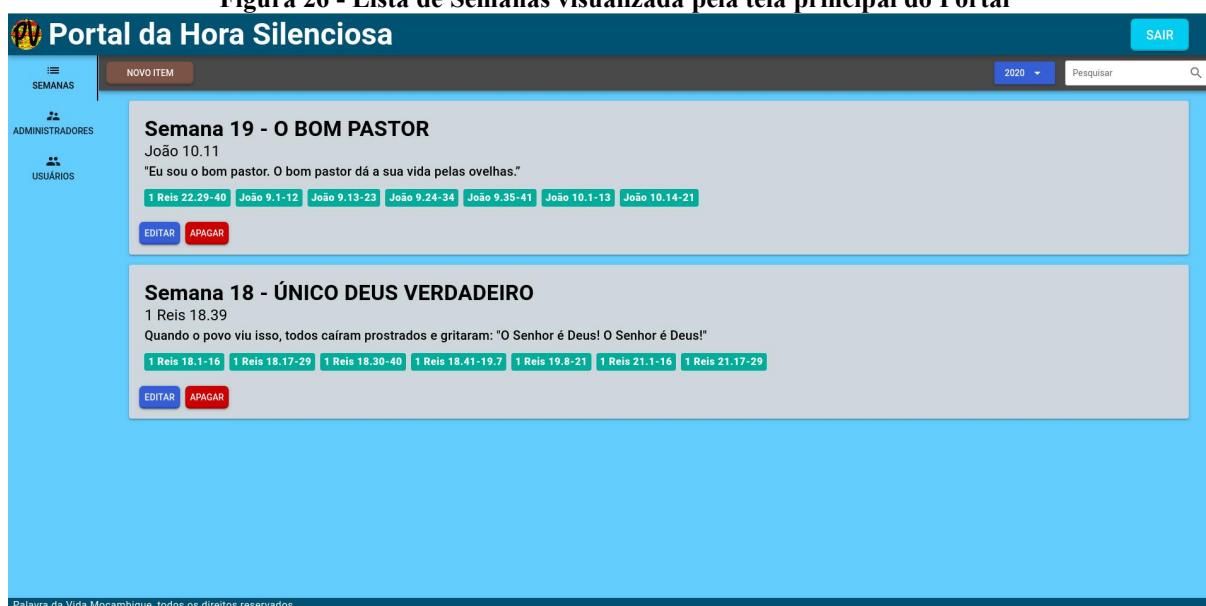 Figura 26 - Lista de Semanas visualizada pela tela principal do Portal
PV Portal da Hora Silenciosa
SAIR
SEMANAS
ADMINISTRADORES
USUÁRIOS
NOVO ITEM
2020
Pesquisar
Semana 19 - O BOM PASTOR
João 10.11
"Eu sou o bom pastor. O bom pastor dá a sua vida pelas ovelhas."
1 Reis 22.29-40 João 9.1-12 João 9.13-23 João 9.24-34 João 9.35-41 João 10.1-13 João 10.14-21
EDITAR APAGAR
Semana 18 - ÚNICO DEUS VERDADEIRO
1 Reis 18.39
Quando o povo viu isso, todos caíram prostrados e gritaram: "O Senhor é Deus! O Senhor é Deus!"
1 Reis 18.1-16 1 Reis 18.17-29 1 Reis 18.30-40 1 Reis 18.41-19.7 1 Reis 19.8-21 1 Reis 21.1-16 1 Reis 21.17-29
EDITAR APAGAR
Palavra da Vida Moçambique, todos os direitos reservados